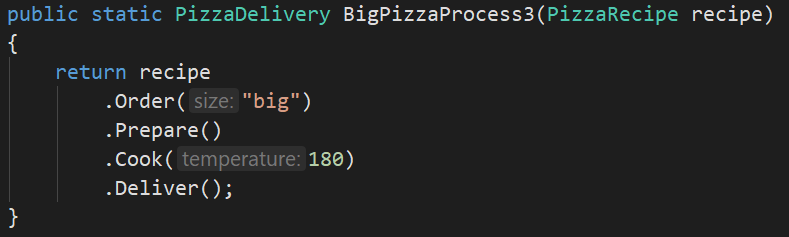 public static PizzaDelivery BigPizzaProcess3(PizzaRecipe recipe)
{
    return recipe
        .Order(size:"big")
        .Prepare()
        .Cook(temperature:180)
        .Deliver();
}